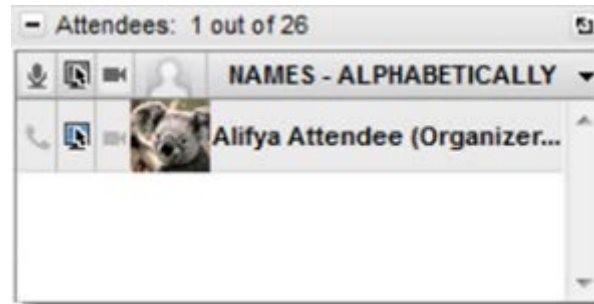 Attendees: 1 out of 26
NAMES - ALPHABETICALLY
Alifya Attendee (Organizer...